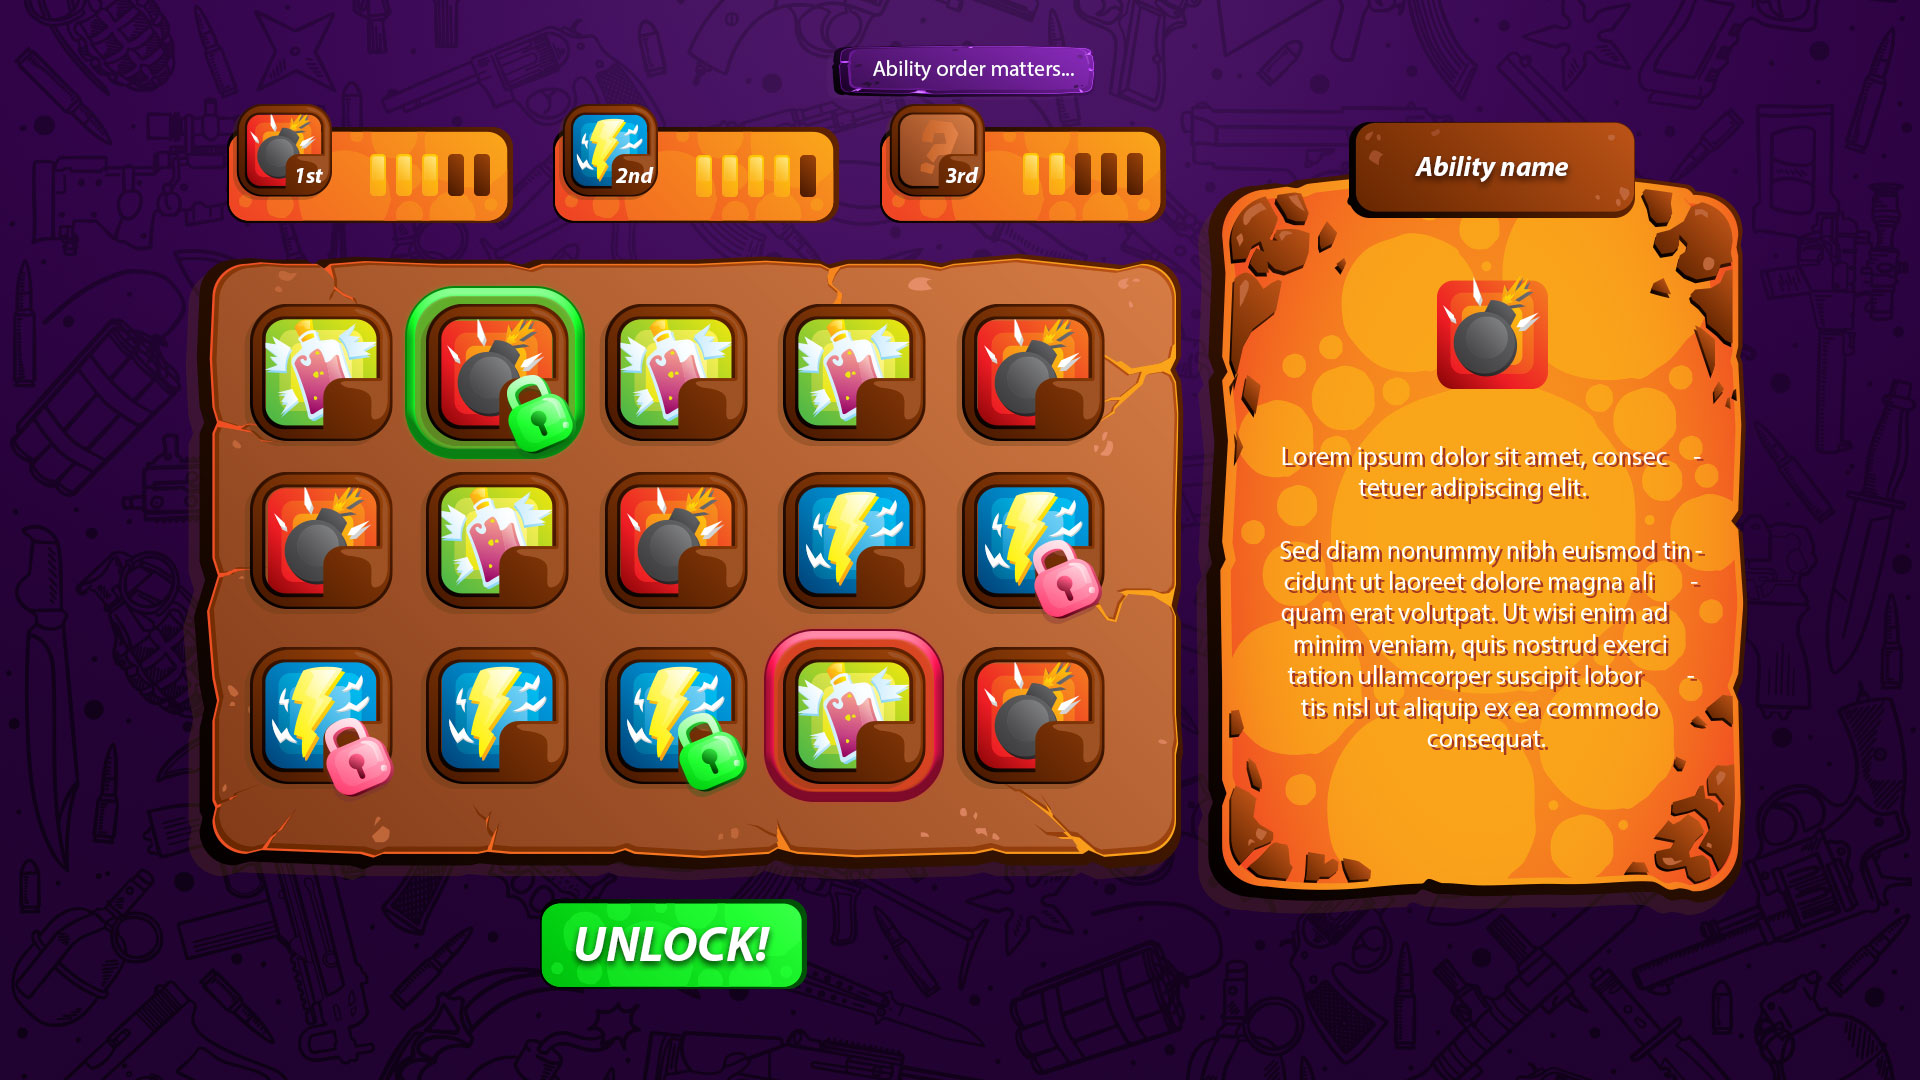 Ability order matters...
1st
2nd
3rd
?
Ability name
Lorem ipsum dolor sit amet, consec -
tetuer adipiscing elit.
Sed diam nonummy nibh euismod tin-
cidunt ut laoreet dolore magna ali -
quam erat volutpat. Ut wisi enim ad
minim veniam, quis nostrud exerci
tation ullamcorper suscipit lobor -
tis nisl ut aliquip ex ea commodo
consequat.
UNLOCK!